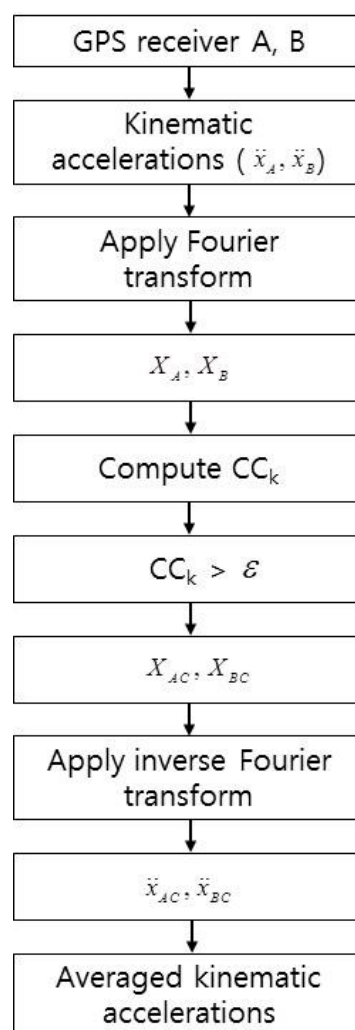 GPS receiver A, B
Kinematic
accelerations ( ẍ_A, ẍ_B)
Apply Fourier
transform
X_A, X_B
Compute CC_k
CC_k > ε
X_AC, X_BC
Apply inverse Fourier
transform
ẍ_AC, ẍ_BC
Averaged kinematic
accelerations